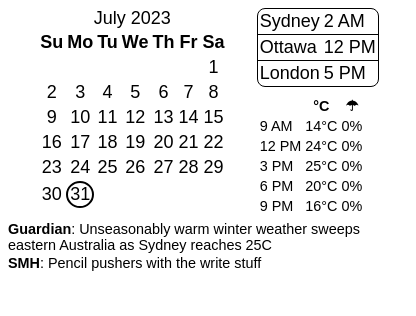 July 2023
Su Mo Tu We Th Fr Sa
1
2 3 4 5 6 7 8
9 10 11 12 13 14 15
16 17 18 19 20 21 22
23 24 25 26 27 28 29
30 31
Sydney 2 AM
Ottawa 12 PM
London 5 PM
°C ☂
9 AM 14°C 0%
12 PM 24°C 0%
3 PM 25°C 0%
6 PM 20°C 0%
9 PM 16°C 0%
Guardian: Unseasonably warm winter weather sweeps
eastern Australia as Sydney reaches 25C
SMH: Pencil pushers with the write stuff